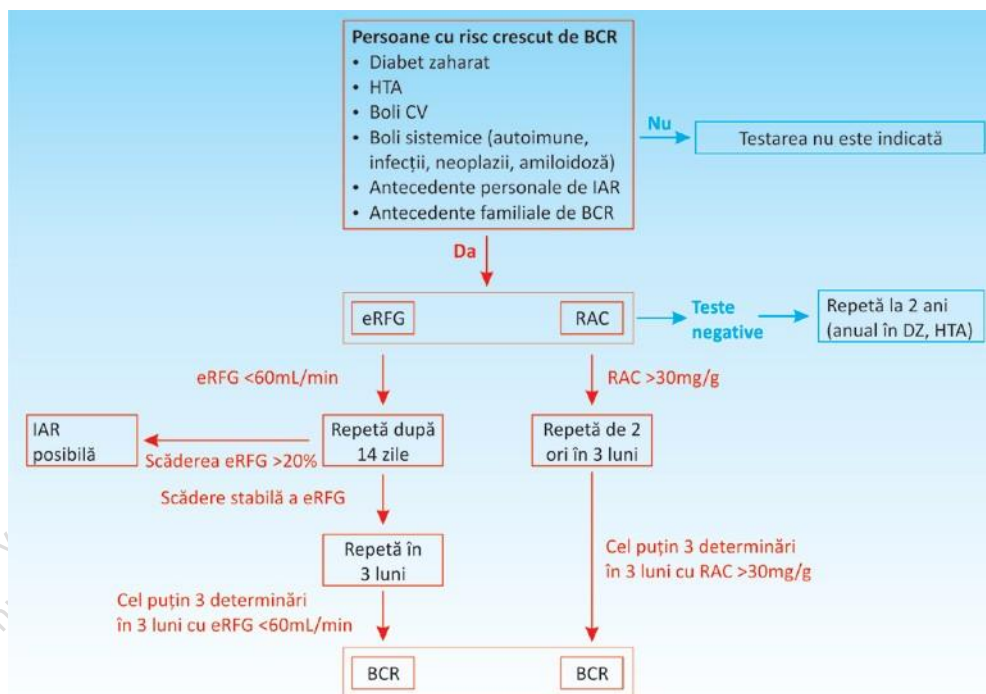 Persoane cu risc crescut de BCR
• Diabet zaharat
• HTA
• Boli CV
• Boli sistemice (autoimune,
infecții, neoplazii, amiloidoză)
• Antecedente personale de IAR
• Antecedente familiale de BCR
Nu
Testarea nu este indicată
Da
eRFG
RAC
Teste
negative
Repetă la 2 ani
(anual în DZ, HTA)
eRFG <60mL/min
RAC >30mg/g
IAR
posibilă
Scăderea eRFG >20%
Repetă după
14 zile
Repetă de 2
ori în 3 luni
Scădere stabilă a eRFG
Repetă în
3 luni
Cel puțin 3 determinări
în 3 luni cu RAC >30mg/g
Cel puțin 3 determinări
în 3 luni cu eRFG <60mL/min
BCR
BCR